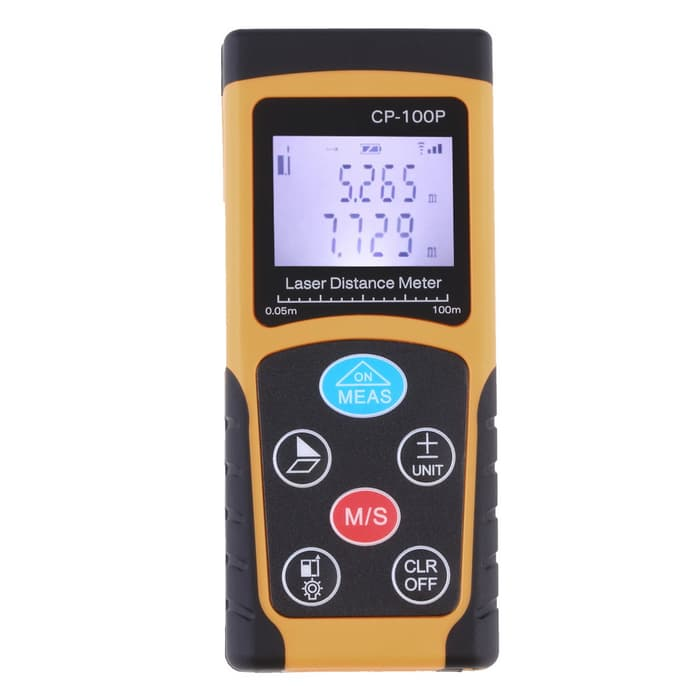 CP-100P
5.265 m
7.729 m
Laser Distance Meter
0.05m 100m
ON
MEAS
±
UNIT
M/S
CLR
OFF